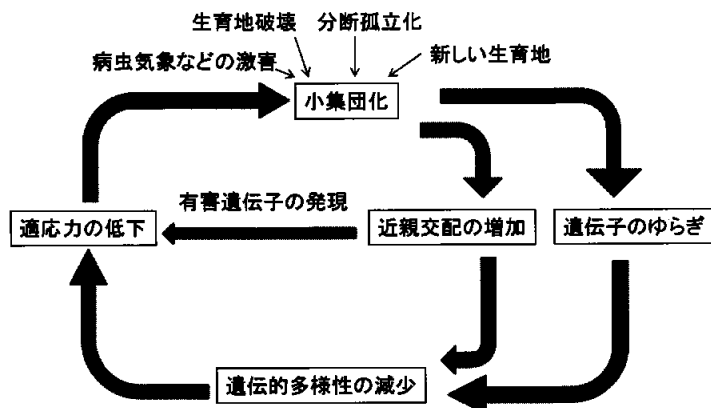 生育地破壊 分断孤立化
病虫気象などの激害
新しい生育地
小集団化
有害遺伝子の発現
適応力の低下
近親交配の増加
遺伝子のゆらぎ
遺伝的多様性の減少